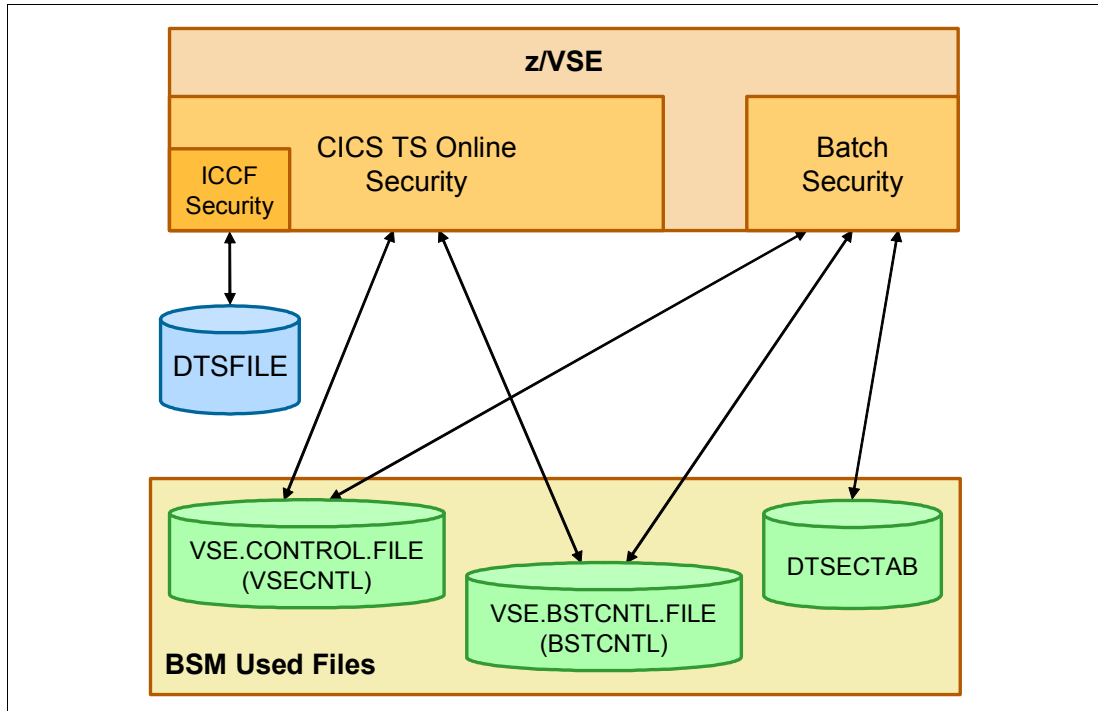 z/VSE
CICS TS Online
Security
Batch
Security
ICCF
Security
DTSFILE
VSE.CONTROL.FILE
(VSECNTL)
VSE.BSTCNTL.FILE
(BSTCNTL)
DTSECTAB
BSM Used Files